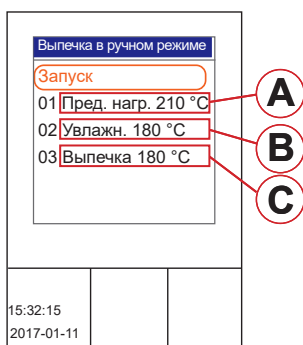 Выпечка в ручном режиме
Запуск
01 Пред. нагр. 210 °C
A
02 Увлажн. 180 °C
B
03 Выпечка 180 °C
C
15:32:15
2017-01-11